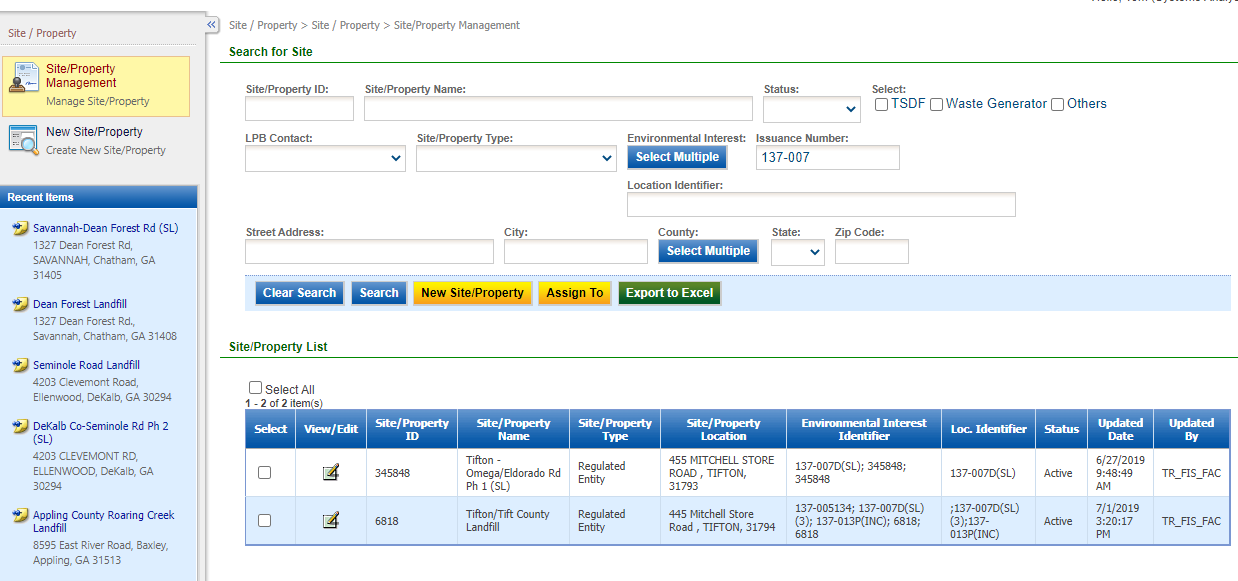 Site / Property
Site/Property
Management
Manage Site/Property
New Site/Property
Create New Site/Property
Recent Items
Savannah-Dean Forest Rd (SL)
1327 Dean Forest Rd,
SAVANNAH, Chatham, GA
31405
Dean Forest Landfill
1327 Dean Forest Rd.,
Savannah, Chatham, GA 31408
Seminole Road Landfill
4203 Clevemont Road,
Ellenwood, DeKalb, GA 30294
DeKalb Co-Seminole Rd Ph 2
(SL)
4203 CLEVEMONT RD,
ELLENWOOD, DeKalb, GA
30294
Appling County Roaring Creek
Landfill
8595 East River Road, Baxley,
Appling, GA 31513
Site / Property > Site / Property > Site/Property Management
Search for Site
Site/Property ID: Site/Property Name: Status: Select:
TSDF Waste Generator Others
LPB Contact: Site/Property Type: Environmental Interest: Issuance Number:
Select Multiple 137-007
Location Identifier:
Street Address: City: County: State: Zip Code:
Select Multiple
Clear Search Search New Site/Property Assign To Export to Excel
Site/Property List
Select All
1 - 2 of 2 item(s)
Select View/Edit Site/Property ID Site/Property Name Site/Property Type Site/Property Location Environmental Interest Identifier Loc. Identifier Status Updated Date Updated By
345848 Tifton - Omega/Eldorado Rd Ph 1 (SL) Regulated Entity 455 MITCHELL STORE ROAD , TIFTON, 31793 137-007D(SL); 345848; 345848 137-007D(SL) Active 6/27/2019 9:48:49 AM TR_FIS_FAC
6818 Tifton/Tift County Landfill Regulated Entity 445 Mitchell Store Road , TIFTON, 31794 137-005134; 137-007D(SL) (3); 137-013P(INC); 6818; 6818 ;137-007D(SL) (3);137-013P(INC) Active 7/1/2019 3:20:17 PM TR_FIS_FAC